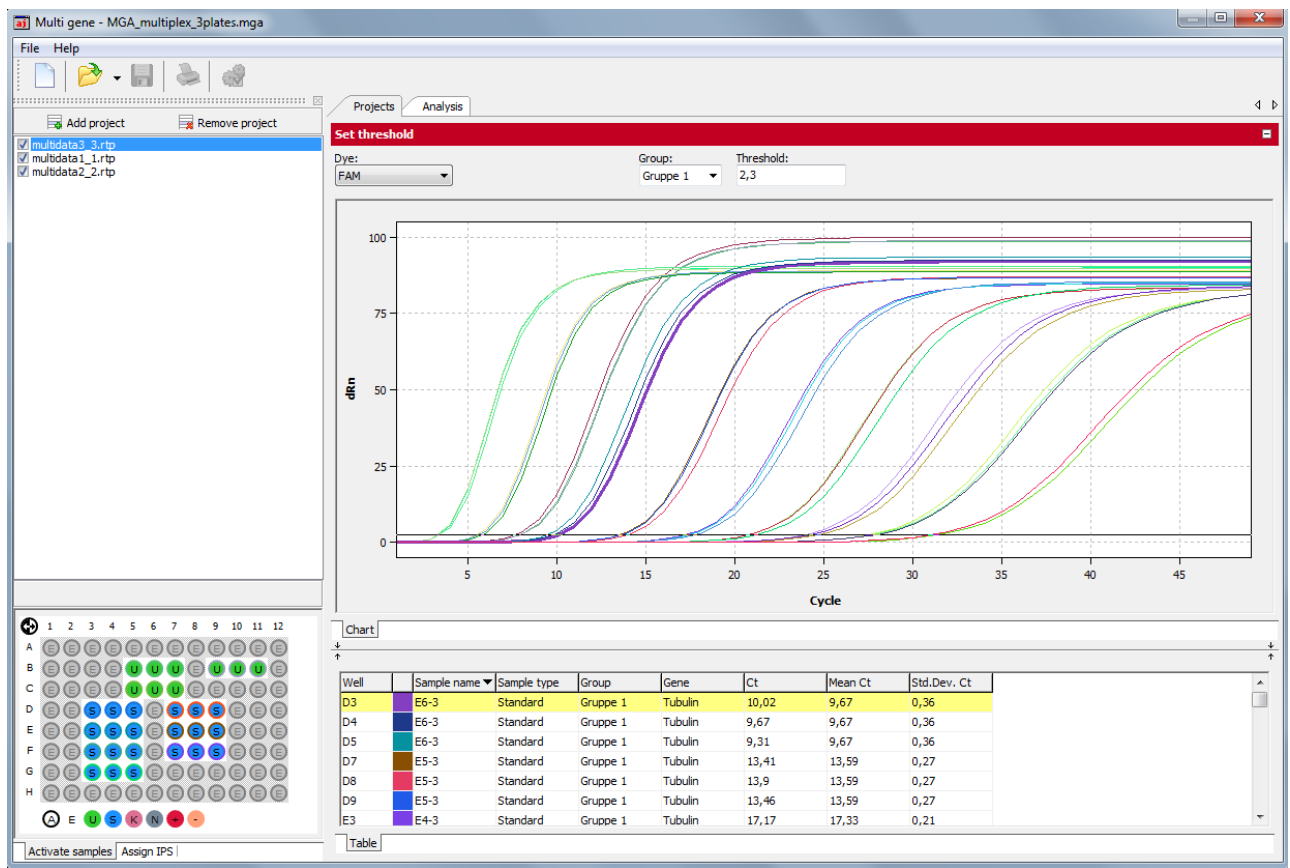 aj Multi gene - MGA_multiplex_3plates.mga
File Help
Add project Remove project
multidata3_3.rtp
multidata1_1.rtp
multidata2_2.rtp
Projects Analysis
Set threshold
Dye: Group: Threshold:
FAM Gruppe 1 2,3
100
75
50
25
0
dRn
5 10 15 20 25 30 35 40 45
Cycle
Chart
1 2 3 4 5 6 7 8 9 10 11 12
A E E E E E E E E E E E E
B E E E E U U U E U U U E
C E E E E U U U E E E E E
D E E S S S E S S S E E E
E E E S S S E S S S E E E
F E E S S S E S S S E E E
G E E S S S E E E E E E E
H E E E E E E E E E E E E
A E U S K N + -
Activate samples Assign IPS
Well Sample name Sample type Group Gene Ct Mean Ct Std.Dev. Ct
D3 E6-3 Standard Gruppe 1 Tubulin 10,02 9,67 0,36
D4 E6-3 Standard Gruppe 1 Tubulin 9,67 9,67 0,36
D5 E6-3 Standard Gruppe 1 Tubulin 9,31 9,67 0,36
D7 E5-3 Standard Gruppe 1 Tubulin 13,41 13,59 0,27
D8 E5-3 Standard Gruppe 1 Tubulin 13,9 13,59 0,27
D9 E5-3 Standard Gruppe 1 Tubulin 13,46 13,59 0,27
E3 E4-3 Standard Gruppe 1 Tubulin 17,17 17,33 0,21
Table